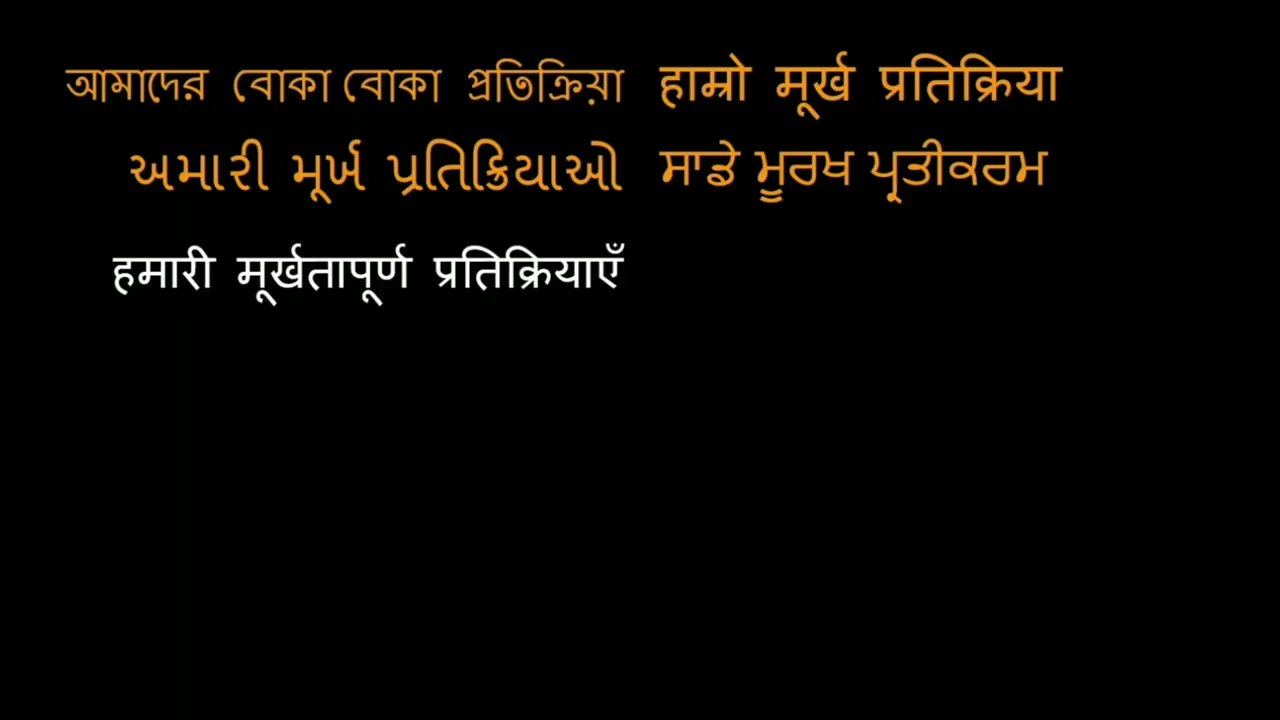 আমাদের বোকা বোকা প্রতিক্রিয়া हाम्रो मूर्ख प्रतिक्रिया
અમારી મૂર્ખ પ્રતિક્રિયાઓ ਸਾਡੇ ਮੂਰਖ ਪ੍ਰਤੀਕਰਮ
हमारी मूर्खतापूर्ण प्रतिक्रियाएँ